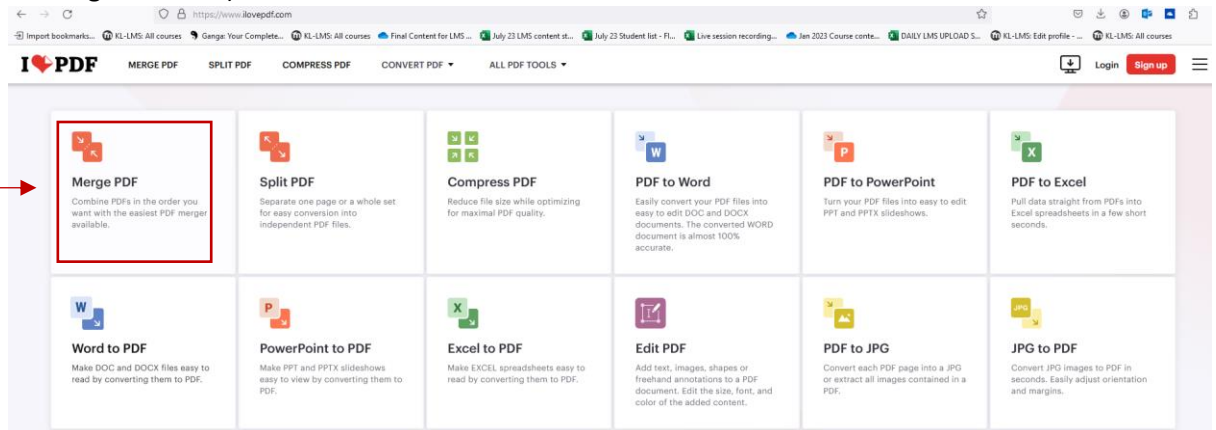 https://www.ilovepdf.com
Import bookmarks... KL-LMS: All courses Ganga: Your Complete... KL-LMS: All courses Final Content for LMS ... July 23 LMS content st... July 23 Student list - Fl... Live session recording... Jan 2023 Course conte... DAILY LMS UPLOAD S... KL-LMS: Edit profile - ... KL-LMS: All courses
I PDF MERGE PDF SPLIT PDF COMPRESS PDF CONVERT PDF ALL PDF TOOLS Login Sign up
W P X
Merge PDF Split PDF Compress PDF PDF to Word PDF to PowerPoint PDF to Excel
Combine PDFs in the order you
want with the easiest PDF merger
available.
Separate one page or a whole set
for easy conversion into
independent PDF files.
Reduce file size while optimizing
for maximal PDF quality.
Easily convert your PDF files into
easy to edit DOC and DOCX
documents. The converted WORD
document is almost 100%
accurate.
Turn your PDF files into easy to edit
PPT and PPTX slideshows.
Pull data straight from PDFs into
Excel spreadsheets in a few short
seconds.
W P X JPG
Word to PDF PowerPoint to PDF Excel to PDF Edit PDF PDF to JPG JPG to PDF
Make DOC and DOCX files easy to
read by converting them to PDF.
Make PPT and PPTX slideshows
easy to view by converting them to
PDF.
Make EXCEL spreadsheets easy to
read by converting them to PDF.
Add text, images, shapes or
freehand annotations to a PDF
document. Edit the size, font, and
color of the added content.
Convert each PDF page into a JPG
or extract all images contained in a
PDF.
Convert JPG images to PDF in
seconds. Easily adjust orientation
and margins.